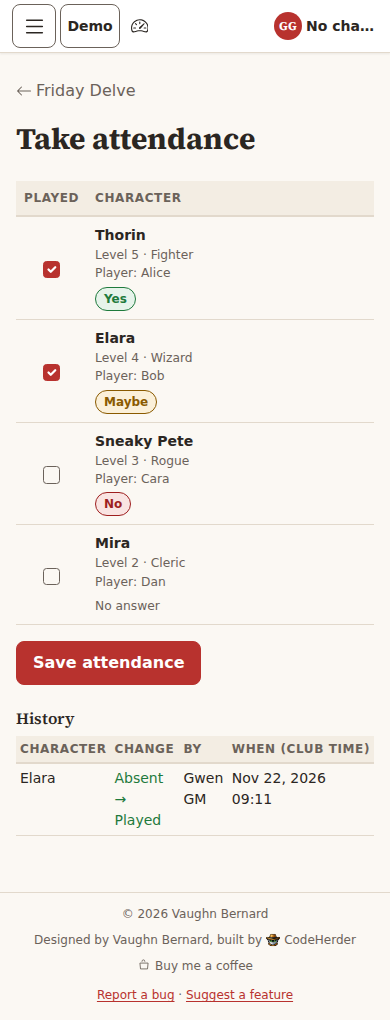 Demo
GG No cha...
← Friday Delve
Take attendance
PLAYED CHARACTER
Thorin
Level 5 · Fighter
Player: Alice
Yes
Elara
Level 4 · Wizard
Player: Bob
Maybe
Sneaky Pete
Level 3 · Rogue
Player: Cara
No
Mira
Level 2 · Cleric
Player: Dan
No answer
Save attendance
History
CHARACTER CHANGE BY WHEN (CLUB TIME)
Elara Absent Gwen Nov 22, 2026
→ GM 09:11
Played
© 2026 Vaughn Bernard
Designed by Vaughn Bernard, built by CodeHerder
Buy me a coffee
Report a bug · Suggest a feature